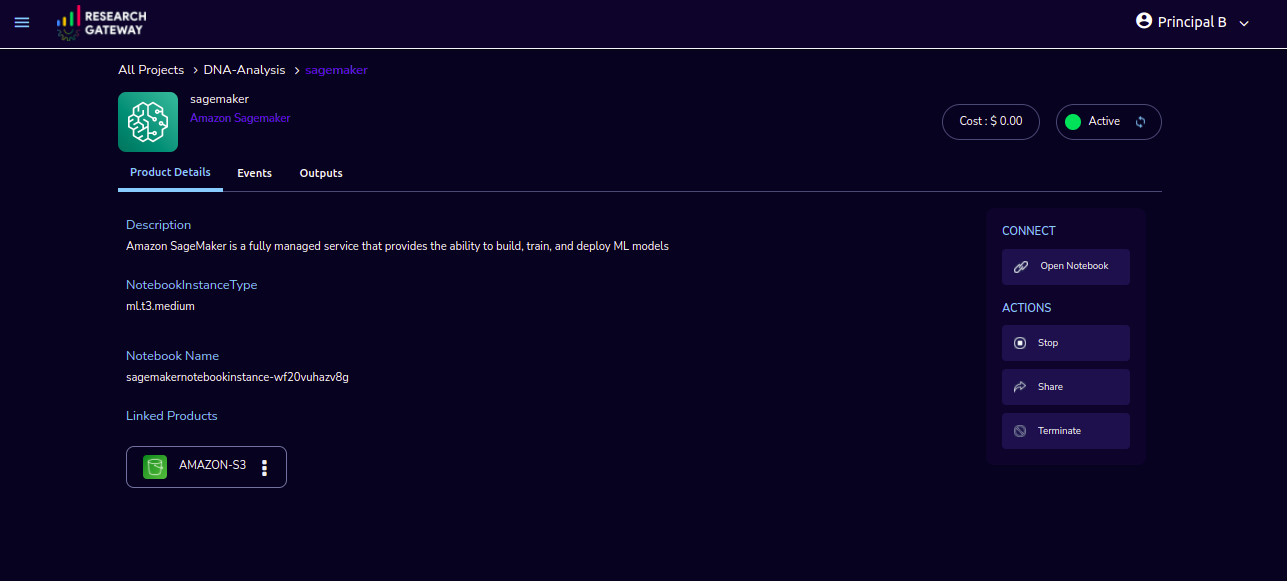 RESEARCH
GATEWAY
Principal B
All Projects > DNA-Analysis > sagemaker
sagemaker
Amazon Sagemaker
Cost : $ 0.00
Active
Product Details
Events
Outputs
Description
Amazon SageMaker is a fully managed service that provides the ability to build, train, and deploy ML models
NotebookInstanceType
ml.t3.medium
Notebook Name
sagemakernotebookinstance-wf20vuhazv8g
Linked Products
AMAZON-S3
CONNECT
Open Notebook
ACTIONS
Stop
Share
Terminate